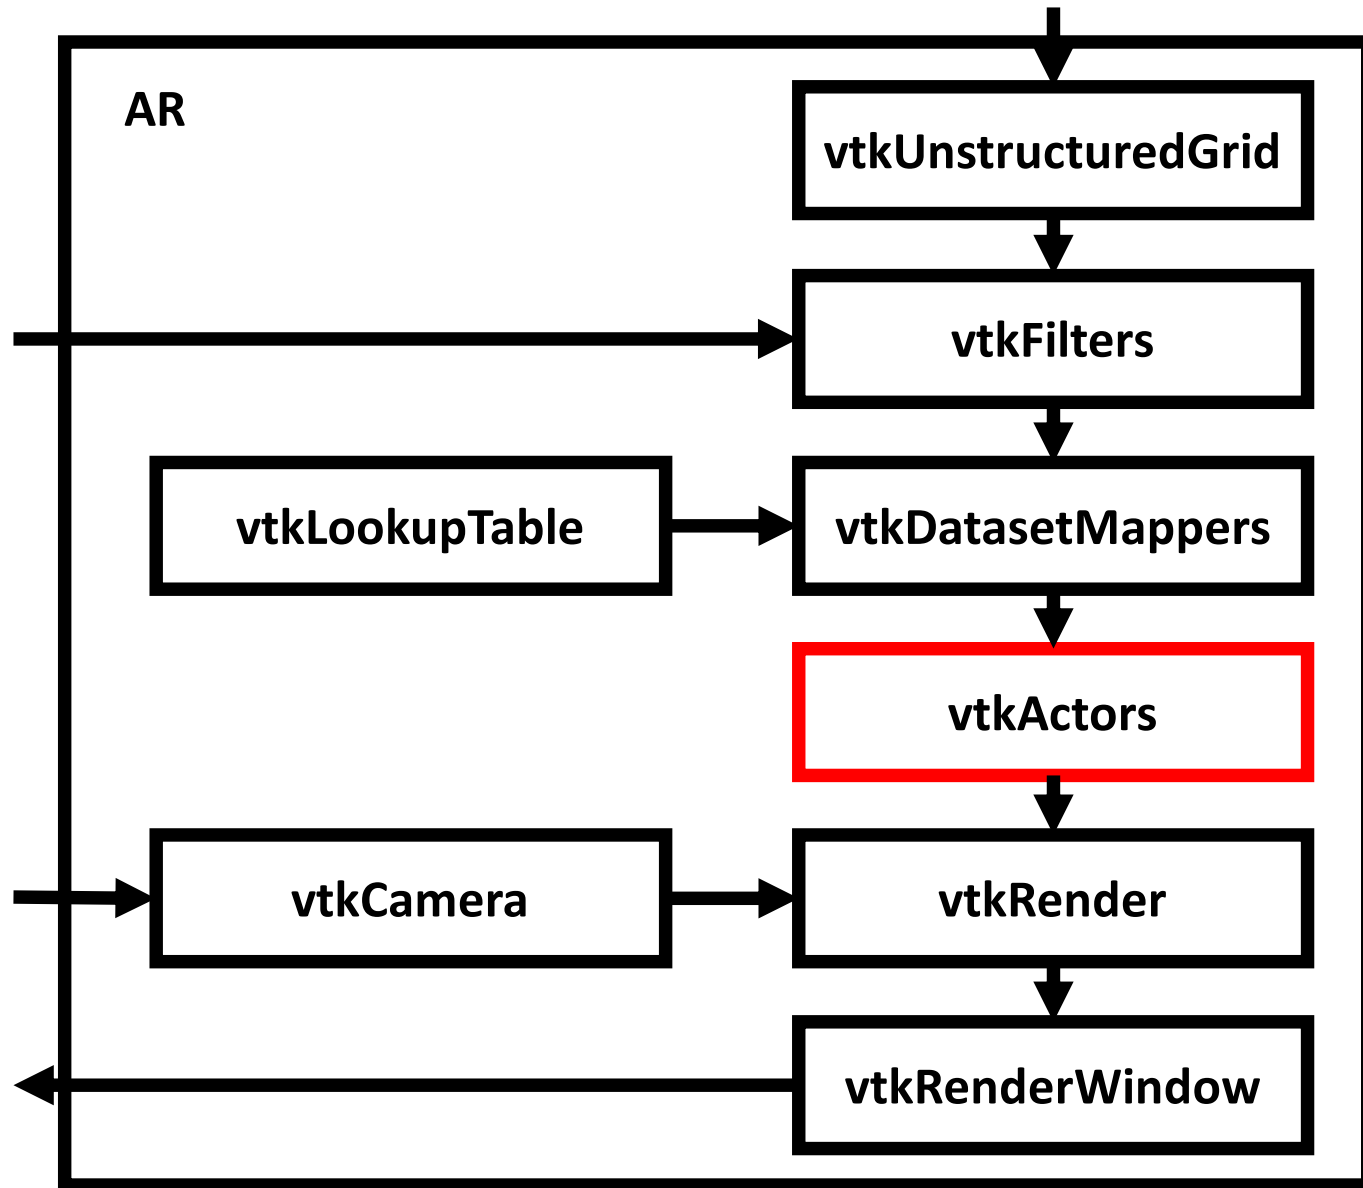 AR
vtkUnstructuredGrid
vtkFilters
vtkLookupTable
vtkDatasetMappers
vtkActors
vtkCamera
vtkRender
vtkRenderWindow